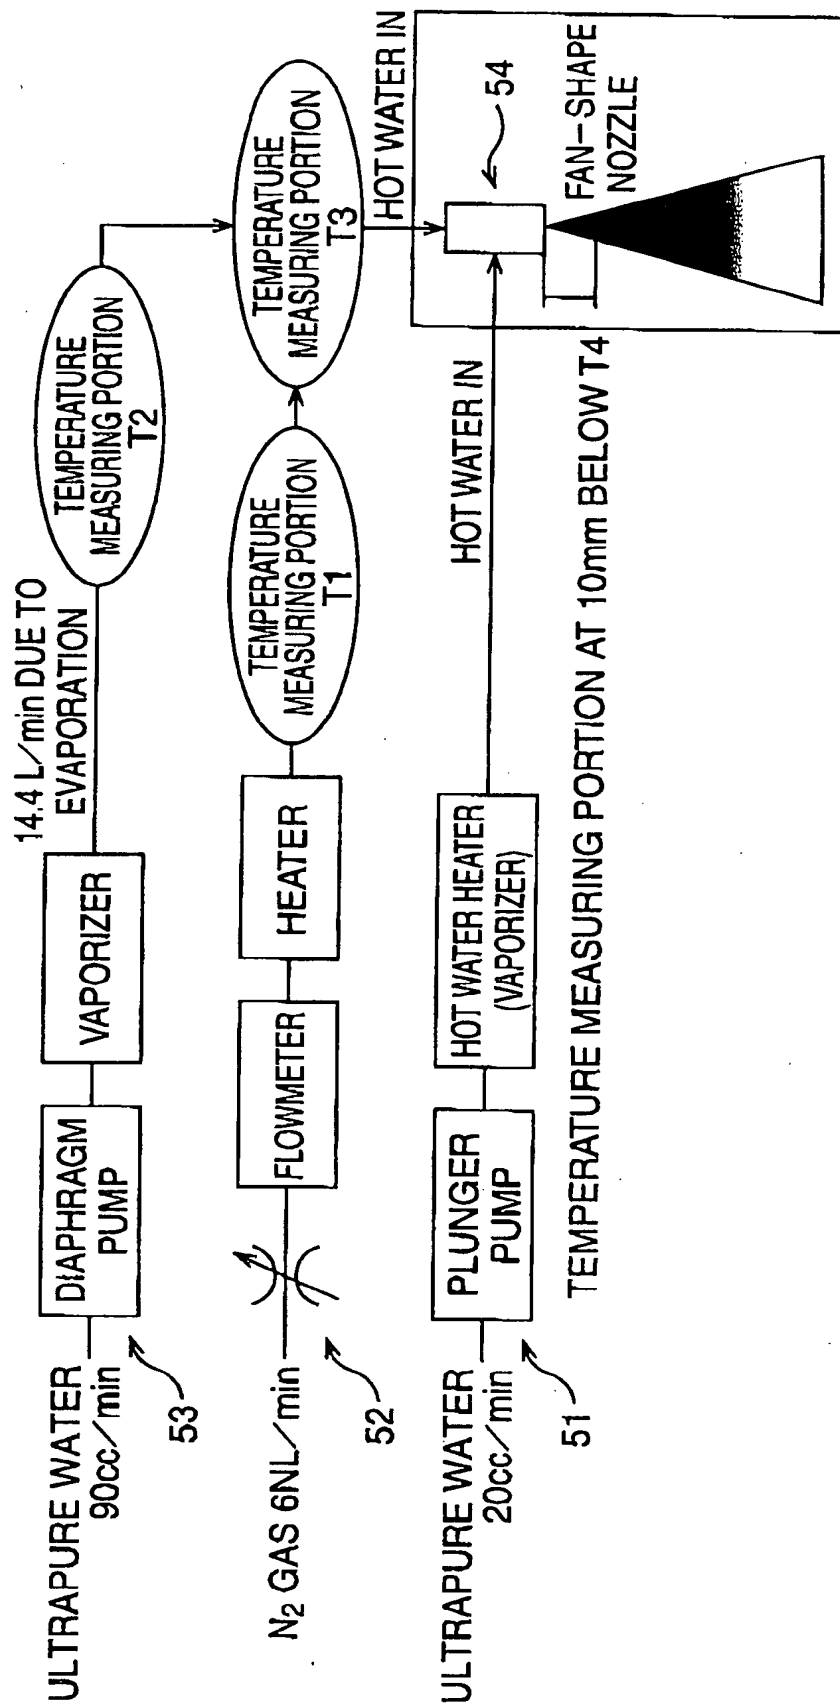 ULTRAPURE WATER
90cc/min
53
DIAPHRAGM
PUMP
VAPORIZER
14.4 L/min DUE TO
EVAPORATION
TEMPERATURE
MEASURING PORTION
T2
N2 GAS 6NL/min
52
FLOWMETER
HEATER
TEMPERATURE
MEASURING PORTION
T1
TEMPERATURE
MEASURING PORTION
T3
HOT WATER IN
ULTRAPURE WATER
20cc/min
51
PLUNGER
PUMP
HOT WATER HEATER
(VAPORIZER)
HOT WATER IN
54
FAN-SHAPE
NOZZLE
TEMPERATURE MEASURING PORTION AT 10mm BELOW T4